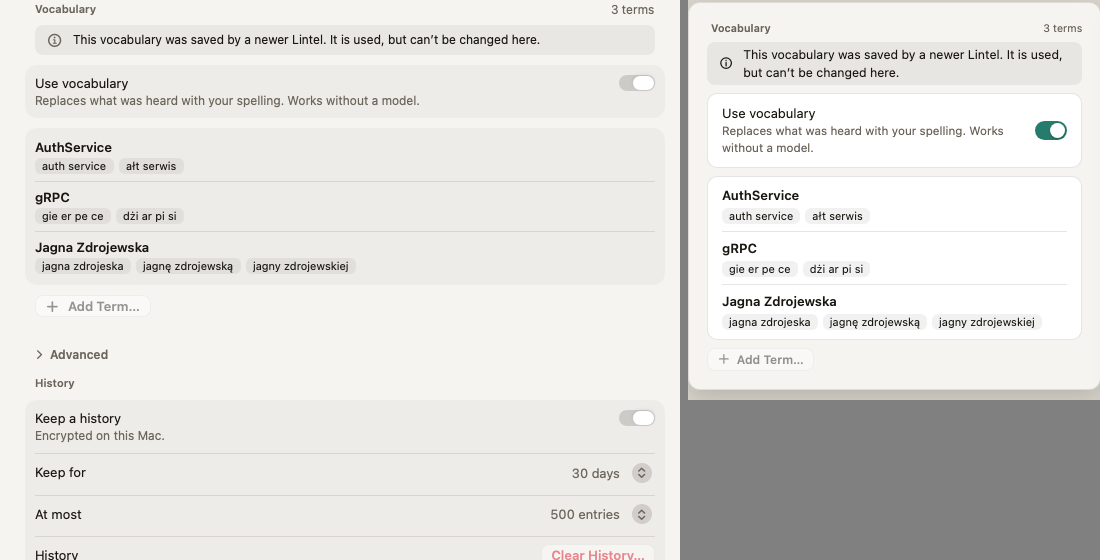 Vocabulary
3 terms
This vocabulary was saved by a newer Lintel. It is used, but can’t be changed here.
Use vocabulary
Replaces what was heard with your spelling. Works without a model.
AuthService
auth service
ałt serwis
gRPC
gie er pe ce
dżi ar pi si
Jagna Zdrojewska
jagna zdrojeska
jagnę zdrojewską
jagny zdrojewskiej
Add Term...
Advanced
History
Keep a history
Encrypted on this Mac.
Keep for
30 days
At most
500 entries
History
Clear History...
Vocabulary
3 terms
This vocabulary was saved by a newer Lintel. It is used,
but can’t be changed here.
Use vocabulary
Replaces what was heard with your spelling. Works
without a model.
AuthService
auth service
ałt serwis
gRPC
gie er pe ce
dżi ar pi si
Jagna Zdrojewska
jagna zdrojeska
jagnę zdrojewską
jagny zdrojewskiej
Add Term...